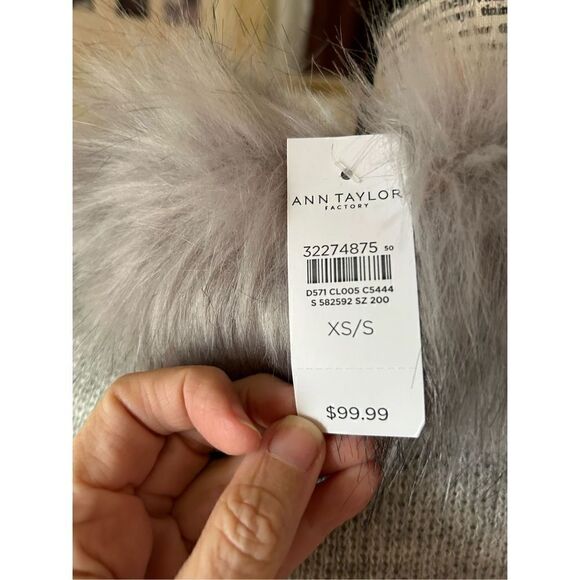 ANN TAYLOR
FACTORY
32274875 50
D571 CL005 C5444
S 582592 SZ 200
XS/S
$99.99